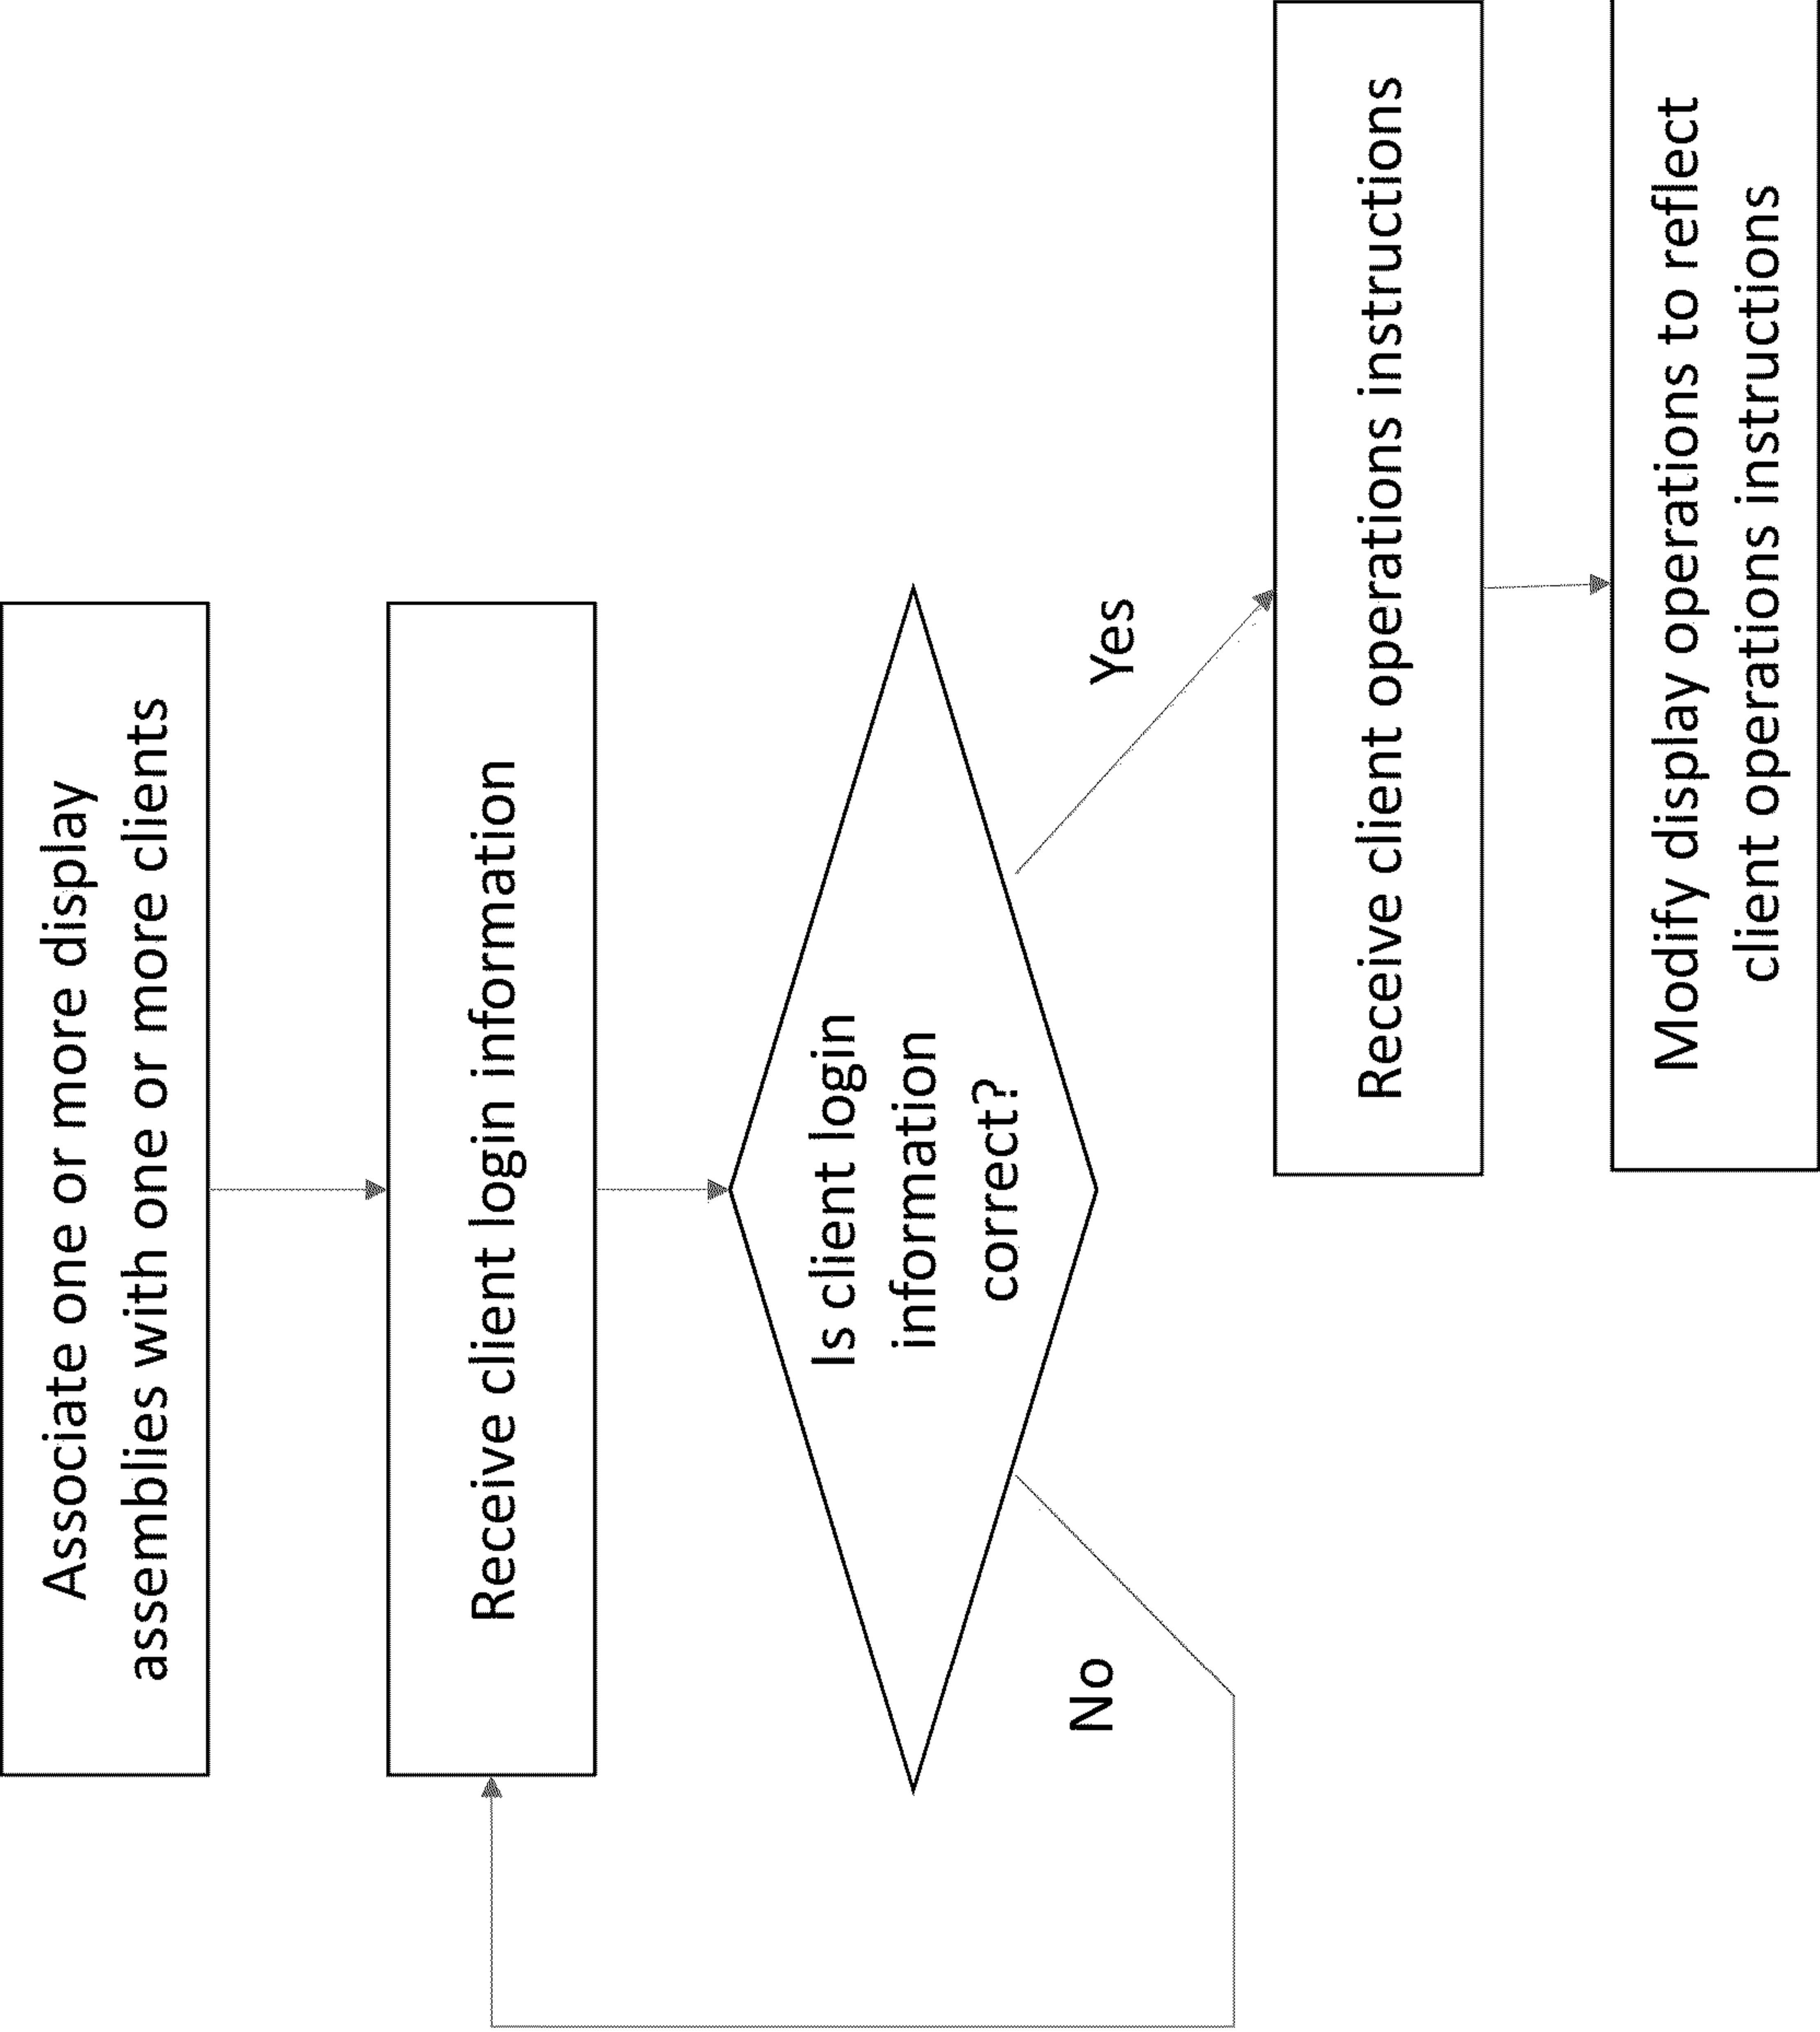 Associate one or more display
assemblies with one or more clients
Receive client login information
Is client login
information
correct?
No
Yes
Receive client operations instructions
Modify display operations to reflect
client operations instructions